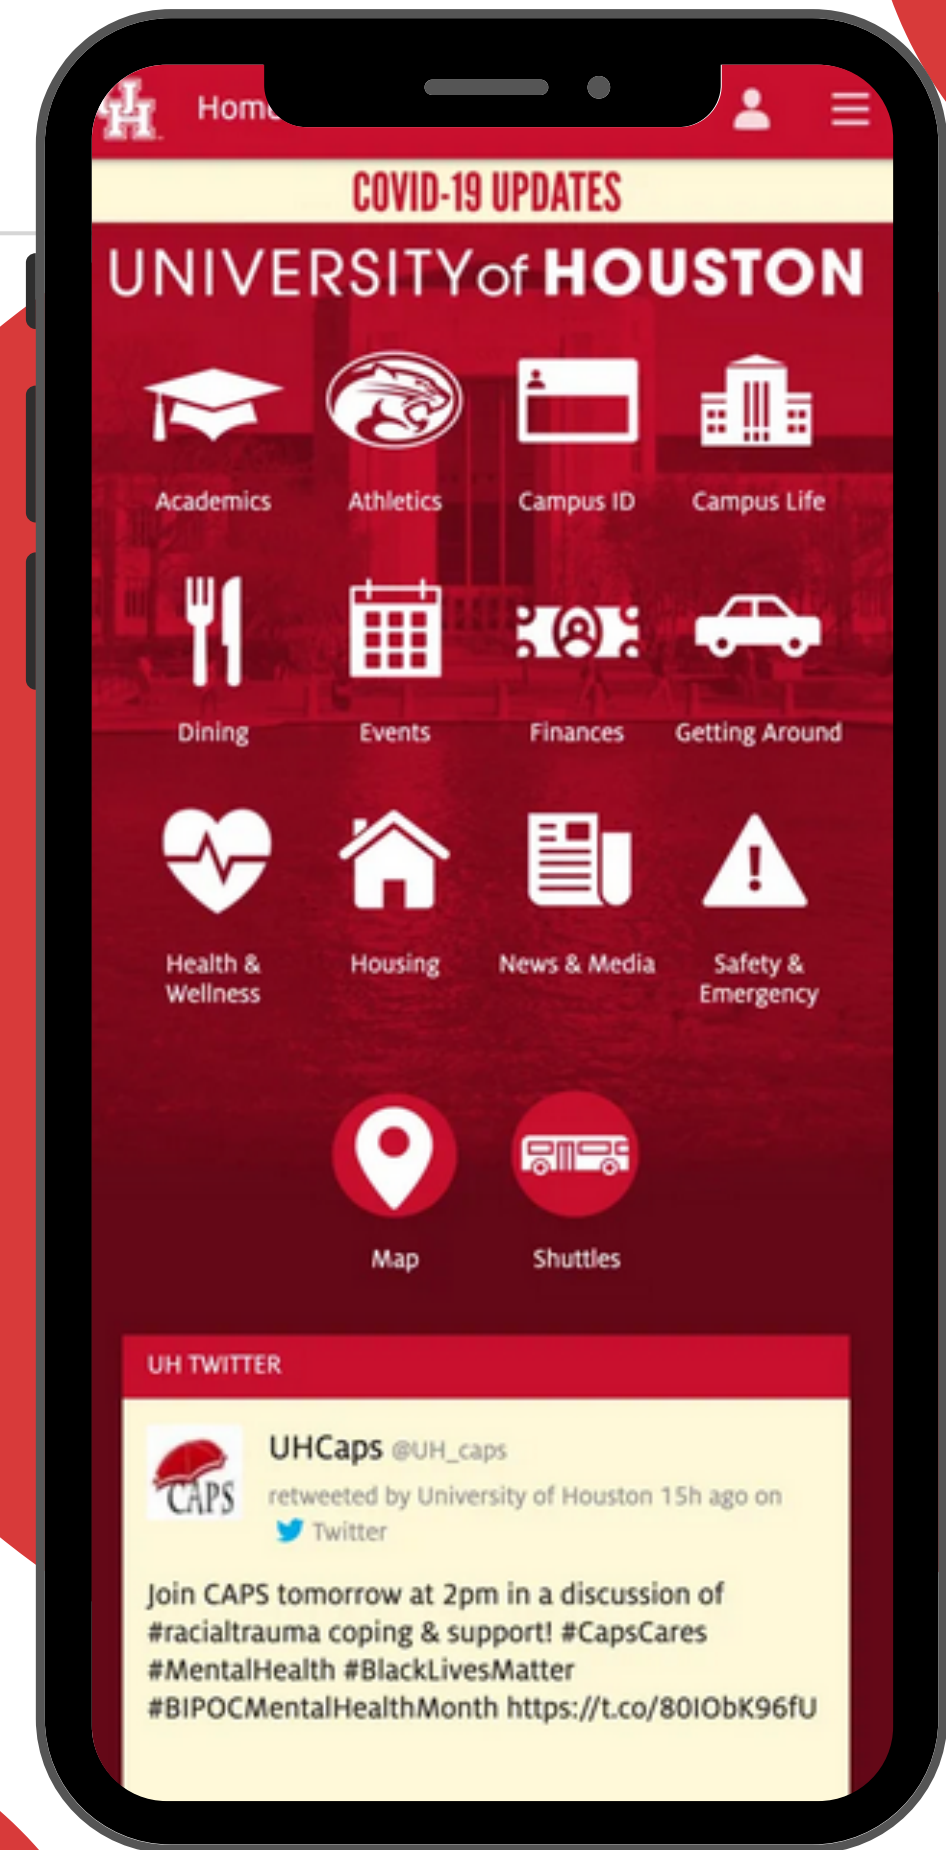 UH Home
COVID-19 UPDATES
UNIVERSITY of HOUSTON
Academics Athletics Campus ID Campus Life
Dining Events Finances Getting Around
Health & Housing News & Media Safety &
Wellness Emergency
Map Shuttles
UH TWITTER
UHCaps @UH_caps
CAPS retweeted by University of Houston 15h ago on
Twitter
Join CAPS tomorrow at 2pm in a discussion of
#racialtrauma coping & support! #CapsCares
#MentalHealth #BlackLivesMatter
#BIPOCMentalHealthMonth https://t.co/80IObK96fU